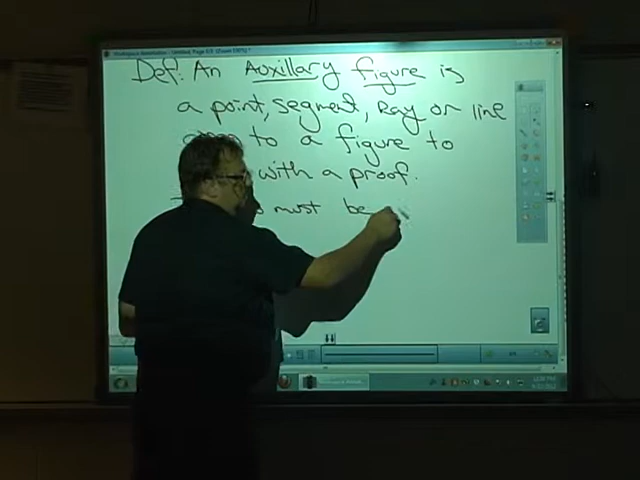 Def: An Auxillary figure is
a point, segment, Ray or line
to a figure to
with a proof.
must be